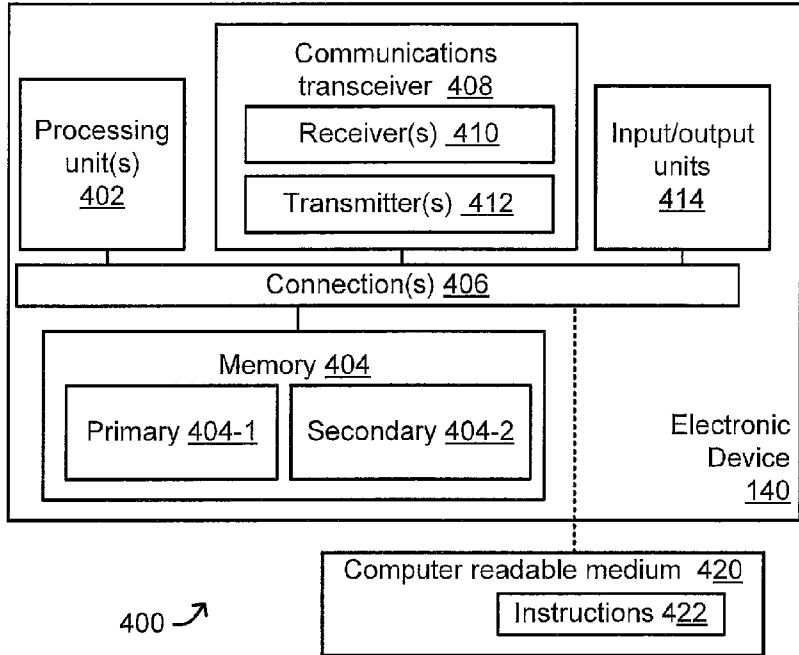 Communications
transceiver 408
Receiver(s) 410
Transmitter(s) 412
Processing
unit(s)
402
Input/output
units
414
Connection(s) 406
Memory 404
Primary 404-1
Secondary 404-2
Electronic
Device
140
Computer readable medium 420
Instructions 422
400